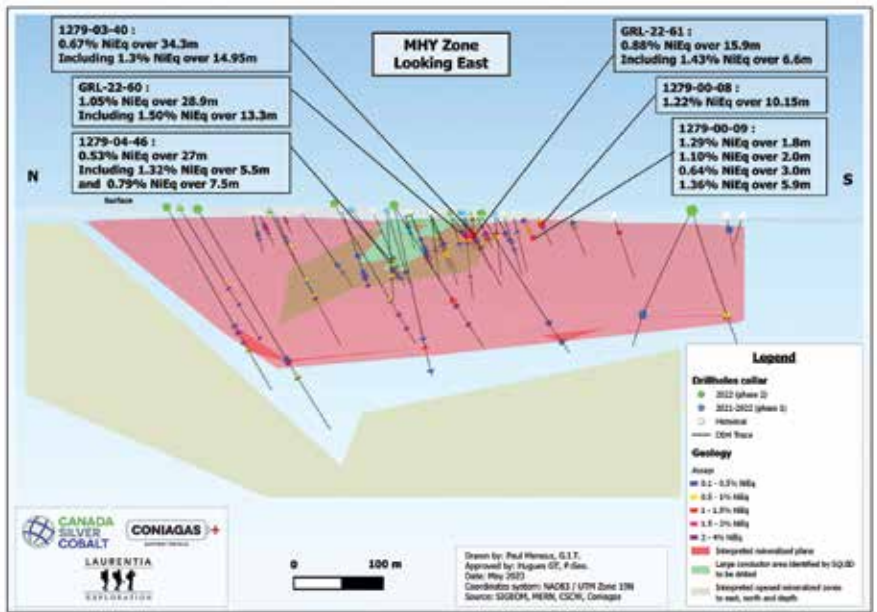 1279-03-40 :
0.67% NiEq over 34.3m
Including 1.3% NiEq over 14.95m
GRL-22-60 :
1.05% NiEq over 28.9m
Including 1.50% NiEq over 13.3m
1279-04-46 :
0.53% NiEq over 27m
Including 1.32% NiEq over 5.5m
and 0.79% NiEq over 7.5m
MHY Zone
Looking East
GRL-22-61 :
0.88% NiEq over 15.9m
Including 1.43% NiEq over 6.6m
1279-00-08 :
1.22% NiEq over 10.15m
1279-00-09 :
1.29% NiEq over 1.8m
1.10% NiEq over 2.0m
0.64% NiEq over 3.0m
1.36% NiEq over 5.9m
N
S
Surface
Legend
Drillholes collar
2022 (phase 2)
2021-2022 (phase 1)
Historical
DDH Trace
Geology
Assays
0.1 - 0.5% NiEq
0.5 - 1% NiEq
1 - 1.5% NiEq
1.5 - 2% NiEq
2 - 4% NiEq
Interpreted mineralized plane
Large conductor area identified by SQUID
to be drilled
Interpreted opened mineralized zones
to east, north and depth
CANADA
SILVER
COBALT
CONIAGAS
LAURENTIA
EXPLORATION
0 100 m
Drawn by: Paul G.I.T.
Approved by: Hugues P.Geo.
Date: May 2023
Coordinates system: NAD83 / UTM Zone
Source: SIGEOM, MERN, CSCW, Coniagas